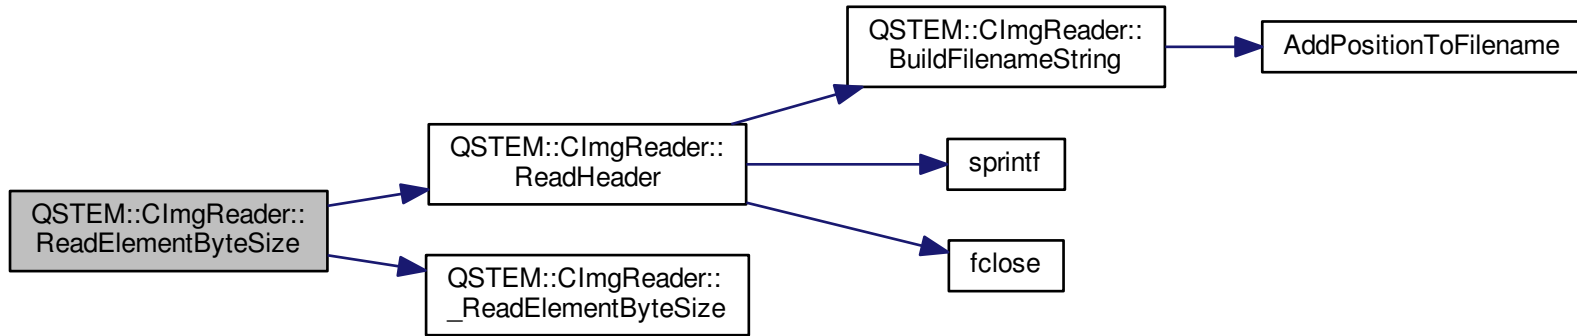 QSTEM::CImgReader::
ReadElementByteSize
QSTEM::CImgReader::
ReadHeader
QSTEM::CImgReader::
_ReadElementByteSize
QSTEM::CImgReader::
BuildFilenameString
sprintf
fclose
AddPositionToFilename